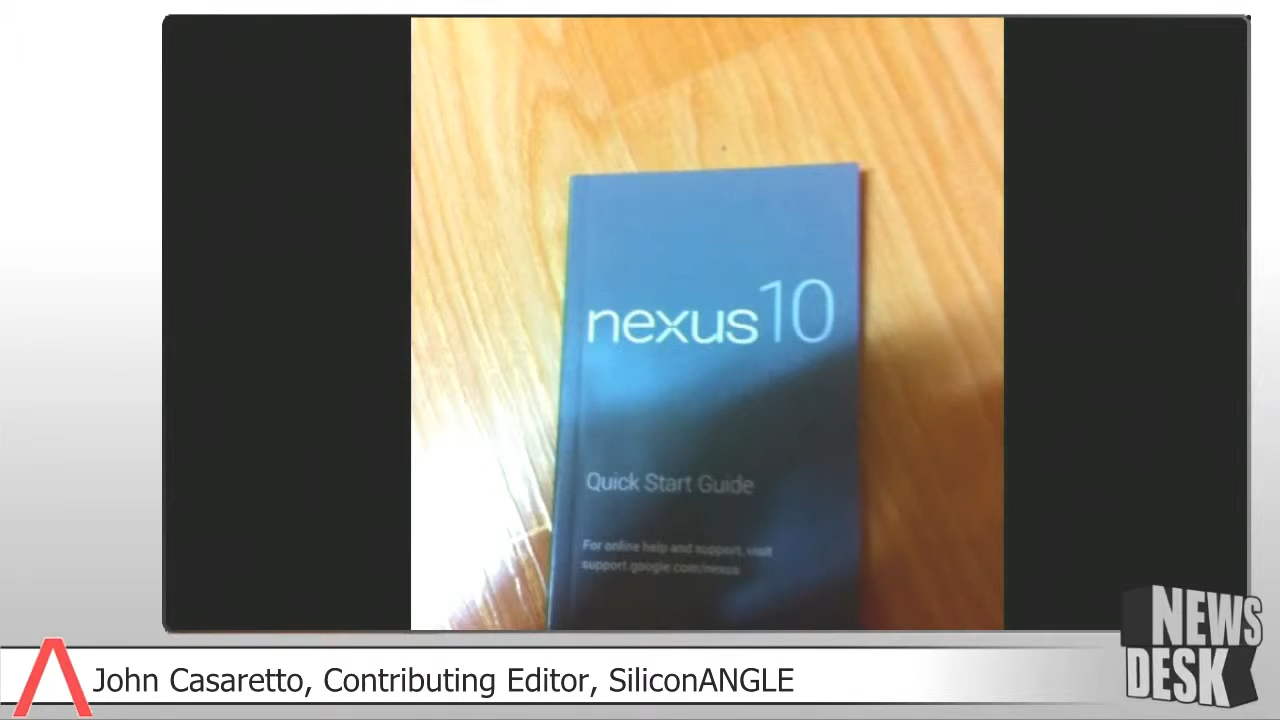 nexus10
Quick Start Guide
For online help and support, visit
support.google.com/nexus
John Casaretto, Contributing Editor, SiliconANGLE
NEWS
DESK